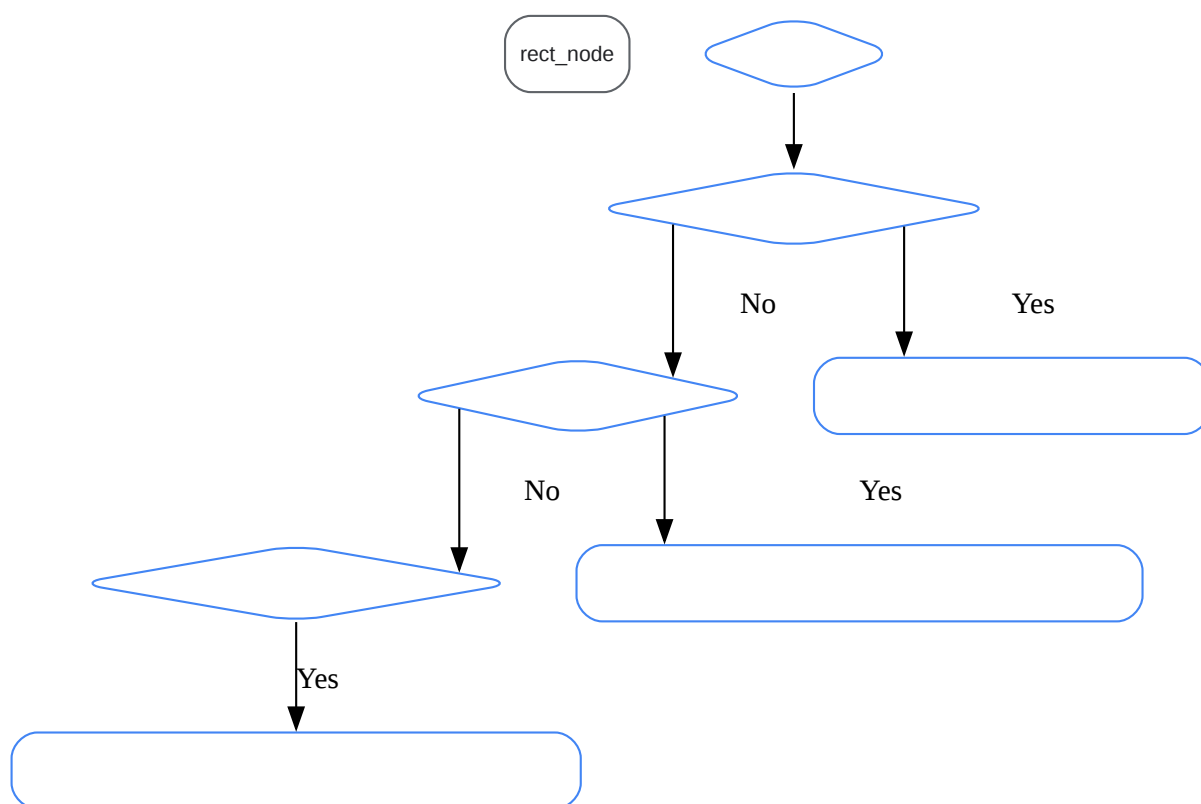 rect_node
No
Yes
No
Yes
Yes